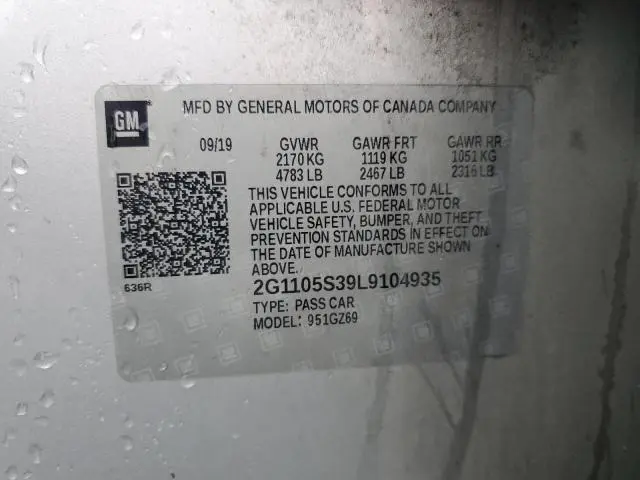 MFD BY GENERAL MOTORS OF CANADA COMPANY
GM
09/19 GVWR GAWR FRT GAWR RR
2170 KG 1119 KG 1051 KG
4783 LB 2467 LB 2316 LB
THIS VEHICLE CONFORMS TO ALL
APPLICABLE U.S. FEDERAL MOTOR
VEHICLE SAFETY, BUMPER, AND THEFT
PREVENTION STANDARDS IN EFFECT ON
THE DATE OF MANUFACTURE SHOWN
ABOVE.
636R
2G1105S39L9104935
TYPE: PASS CAR
MODEL: 951GZ69